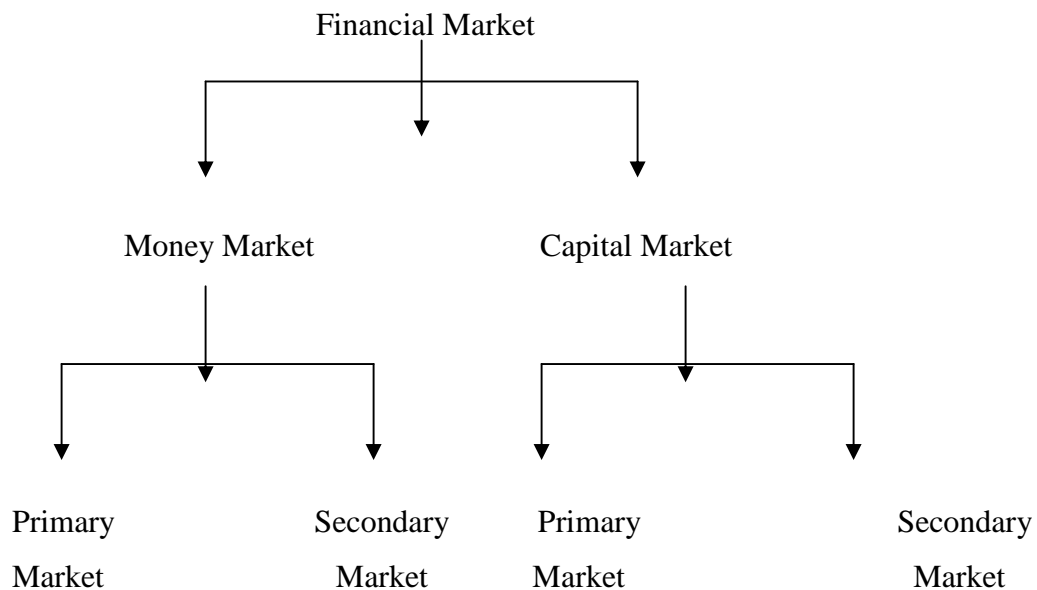 Financial Market
Money Market Capital Market
Primary Secondary Primary Secondary
Market Market Market Market